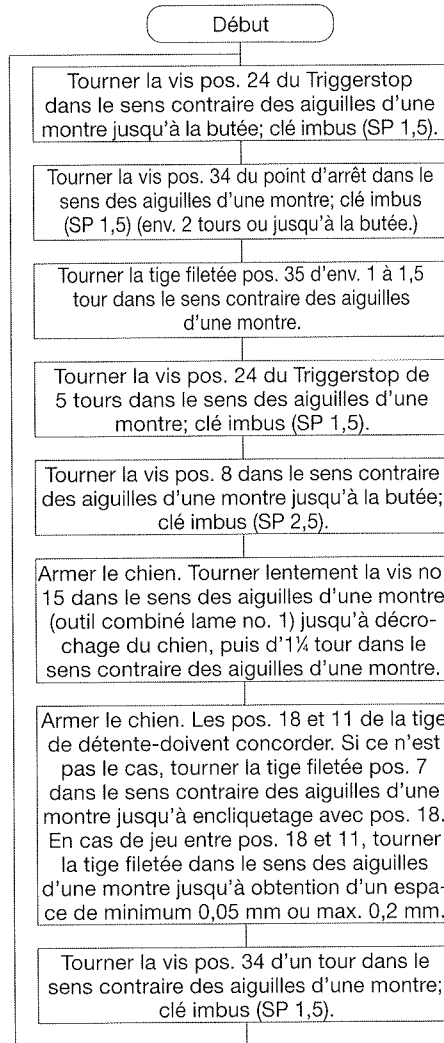 Début
Tourner la vis pos. 24 du Triggerstop
dans le sens contraire des aiguilles d'une
montre jusqu'à la butée; clé imbus (SP 1,5).
Tourner la vis pos. 34 du point d'arrêt dans le
sens des aiguilles d'une montre; clé imbus
(SP 1,5) (env. 2 tours ou jusqu'à la butée.)
Tourner la tige filetée pos. 35 d'env. 1 à 1,5
tour dans le sens contraire des aiguilles
d'une montre.
Tourner la vis pos. 24 du Triggerstop de
5 tours dans le sens des aiguilles d'une
montre; clé imbus (SP 1,5).
Tourner la vis pos. 8 dans le sens contraire
des aiguilles d'une montre jusqu'à la butée;
clé imbus (SP 2,5).
Armer le chien. Tourner lentement la vis no
15 dans le sens des aiguilles d'une montre
(outil combiné lame no. 1) jusqu'à décro-
chage du chien, puis d'1¼ tour dans le
sens contraire des aiguilles d'une montre.
Armer le chien. Les pos. 18 et 11 de la tige
de détente-doivent concorder. Si ce n'est
pas le cas, tourner la tige filetée pos. 7
dans le sens contraire des aiguilles d'une
montre jusqu'à encliquetage avec pos. 18.
En cas de jeu entre pos. 18 et 11, tourner
la tige filetée dans le sens des aiguilles
d'une montre jusqu'à obtention d'un espa-
ce de minimum 0,05 mm ou max. 0,2 mm.
Tourner la vis pos. 34 d'un tour dans le
sens contraire des aiguilles d'une montre;
clé imbus (SP 1,5).